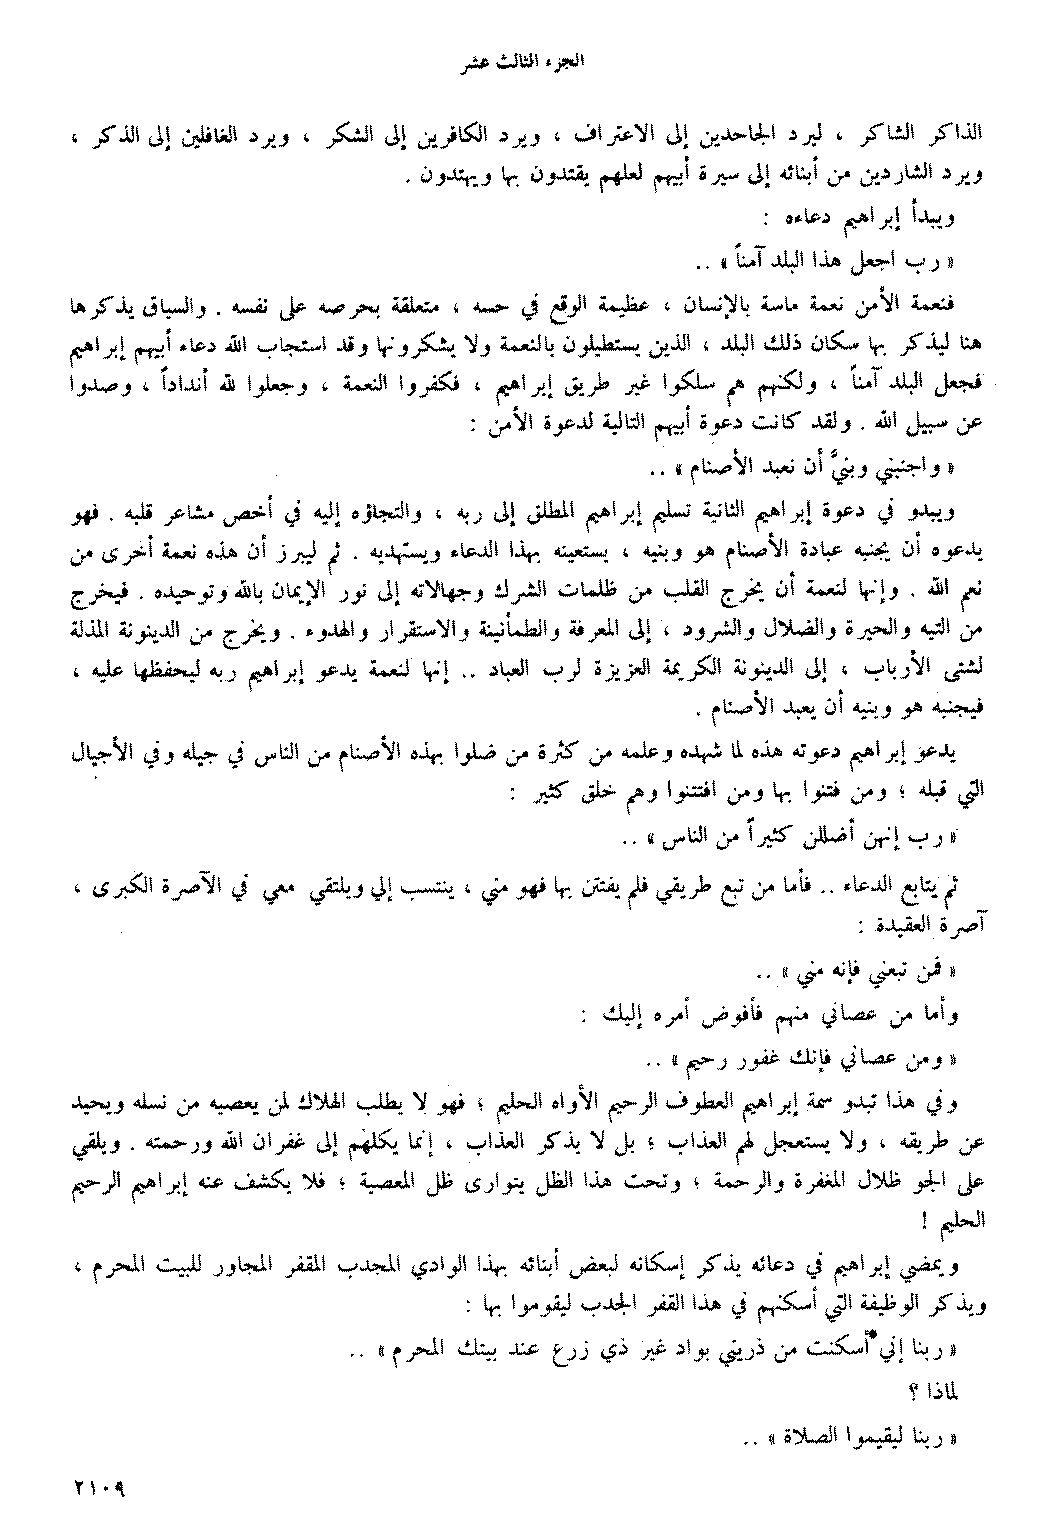 الجزء الثالث عشر
الذاكر الشاكر ، ليرد الجاحدين إلى الاعتراف ، ويرد الكافرين إلى الشكر ، ويرد الغافلين إلى الذكر ،
ويرد الشاردين من أبنائه إلى سيرة أبيهم لعلهم يقتدون بها ويهتدون .
ويبدأ إبراهيم دعاءه :
« رب اجعل هذا البلد آمناً » ..
فنعمة الأمن نعمة ماسة بالإنسان ، عظيمة الوقع في حسه ، متعلقة بحرصه على نفسه . والسياق يذكرها
هنا ليذكر بها سكان ذلك البلد ، الذين يستطيلون بالنعمة ولا يشكرونها وقد استجاب الله دعاء أبيهم إبراهيم
فجعل البلد آمناً ، ولكنهم هم سلكوا غير طريق إبراهيم ، فكفروا النعمة ، وجعلوا لله أنداداً ، وصدوا
عن سبيل الله . ولقد كانت دعوة أبيهم التالية لدعوة الأمن :
« واجنبني وبنيَّ أن نعبد الأصنام » ..
ويبدو في دعوة إبراهيم الثانية تسليم إبراهيم المطلق إلى ربه ، والتجاؤه إليه في أخص مشاعر قلبه . فهو
يدعوه أن يجنبه عبادة الأصنام هو وبنيه ، يستعينه بهذا الدعاء ويستهديه . ثم ليبرز أن هذه نعمة أخرى من
نعم الله . وإنها لنعمة أن يخرج القلب من ظلمات الشرك وجهالاته إلى نور الإيمان بالله وتوحيده . فيخرج
من التيه والحيرة والضلال والشرود ، إلى المعرفة والطمأنينة والاستقرار والهدوء . ويخرج من الدينونة المذلة
لشتى الأرباب ، إلى الدينونة الكريمة العزيزة لرب العباد .. إنها لنعمة يدعو إبراهيم ربه ليحفظها عليه ،
فيجنبه هو وبنيه أن يعبد الأصنام .
يدعو إبراهيم دعوته هذه لما شهده وعلمه من كثرة من ضلوا بهذه الأصنام من الناس في جيله وفي الأجيال
التي قبله ؛ ومن فتنوا بها ومن افتتنوا وهم خلق كثير :
« رب إنهن أضللن كثيراً من الناس » ..
ثم يتابع الدعاء .. فأما من تبع طريقي فلم يفتتن بها فهو مني ، ينتسب إلي ويلتقي معي في الآصرة الكبرى ،
آصرة العقيدة :
« فمن تبعني فإنه مني » ..
وأما من عصاني منهم فأفوض أمره إليك :
« ومن عصاني فإنك غفور رحيم » ..
وفي هذا تبدو سمة إبراهيم العطوف الرحيم الأواه الحليم ؛ فهو لا يطلب الهلاك لمن يعصيه من نسله ويحيد
عن طريقه ، ولا يستعجل لهم العذاب ؛ بل لا يذكر العذاب ، إنما يكلهم إلى غفران الله ورحمته . ويلقي
على الجو ظلال المغفرة والرحمة ؛ وتحت هذا الظل يتوارى ظل المعصية ؛ فلا يكشف عنه إبراهيم الرحيم
الحليم !
ويمضي إبراهيم في دعائه يذكر إسكانه لبعض أبنائه بهذا الوادي المجدب المقفر المجاور للبيت المحرم ،
ويذكر الوظيفة التي أسكنهم في هذا القفر الجدب ليقوموا بها :
« ربنا إني أسكنت من ذريتي بواد غير ذي زرع عند بيتك المحرم » ..
لماذا ؟
« ربنا ليقيموا الصلاة » ..
٢١٠٩